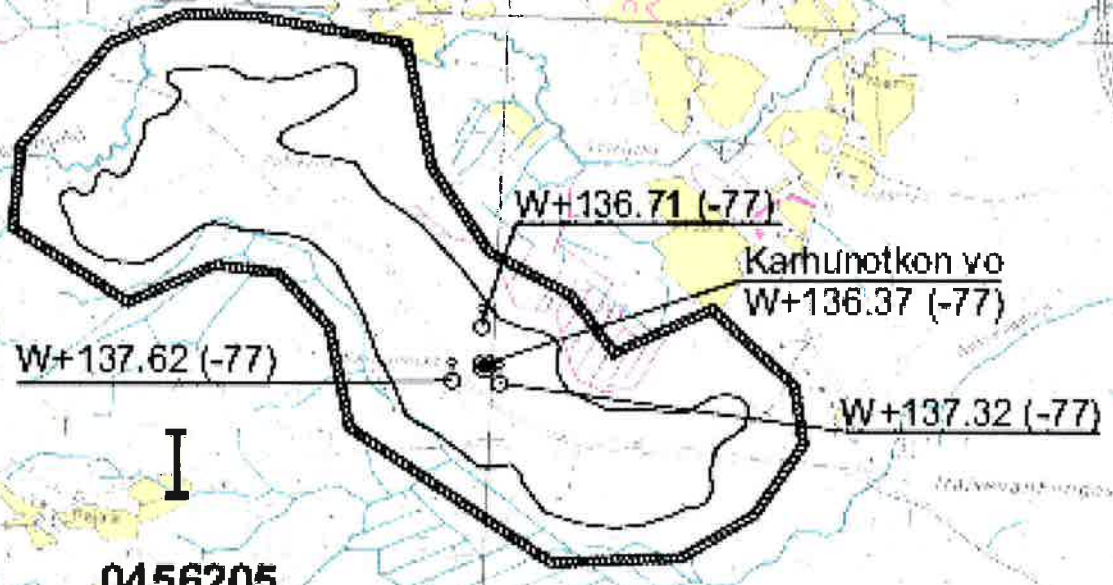 W+136.71 (-77)
Karhunotkon vo
W+136.37 (-77)
W+137.62 (-77)
W+137.32 (-77)
I
0456205